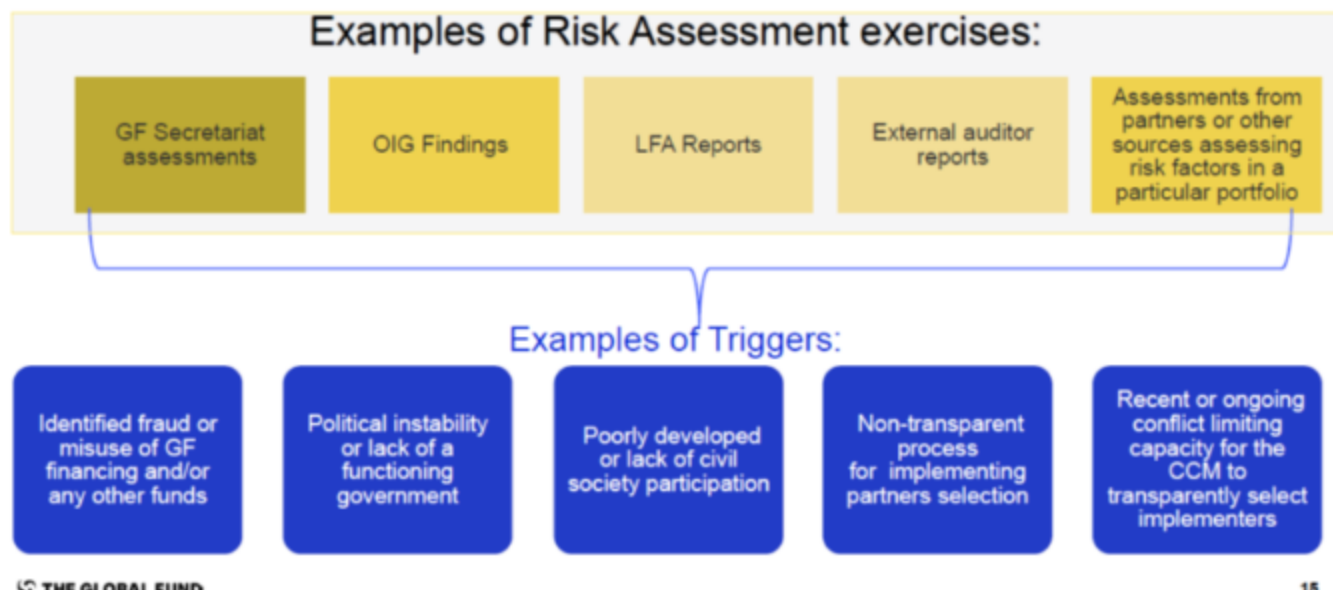 Examples of Risk Assessment exercises:
GF Secretariat
assessments
OIG Findings
LFA Reports
External auditor
reports
Assessments from
partners or other
sources assessing
risk factors in a
particular portfolio
Examples of Triggers:
Identified fraud or
misuse of GF
financing and/or
any other funds
Political instability
or lack of a
functioning
government
Poorly developed
or lack of civil
society participation
Non-transparent
process
for implementing
partners selection
Recent or ongoing
conflict limiting
capacity for the
CCM to
transparently select
implementers
THE GLOBAL FUND
15